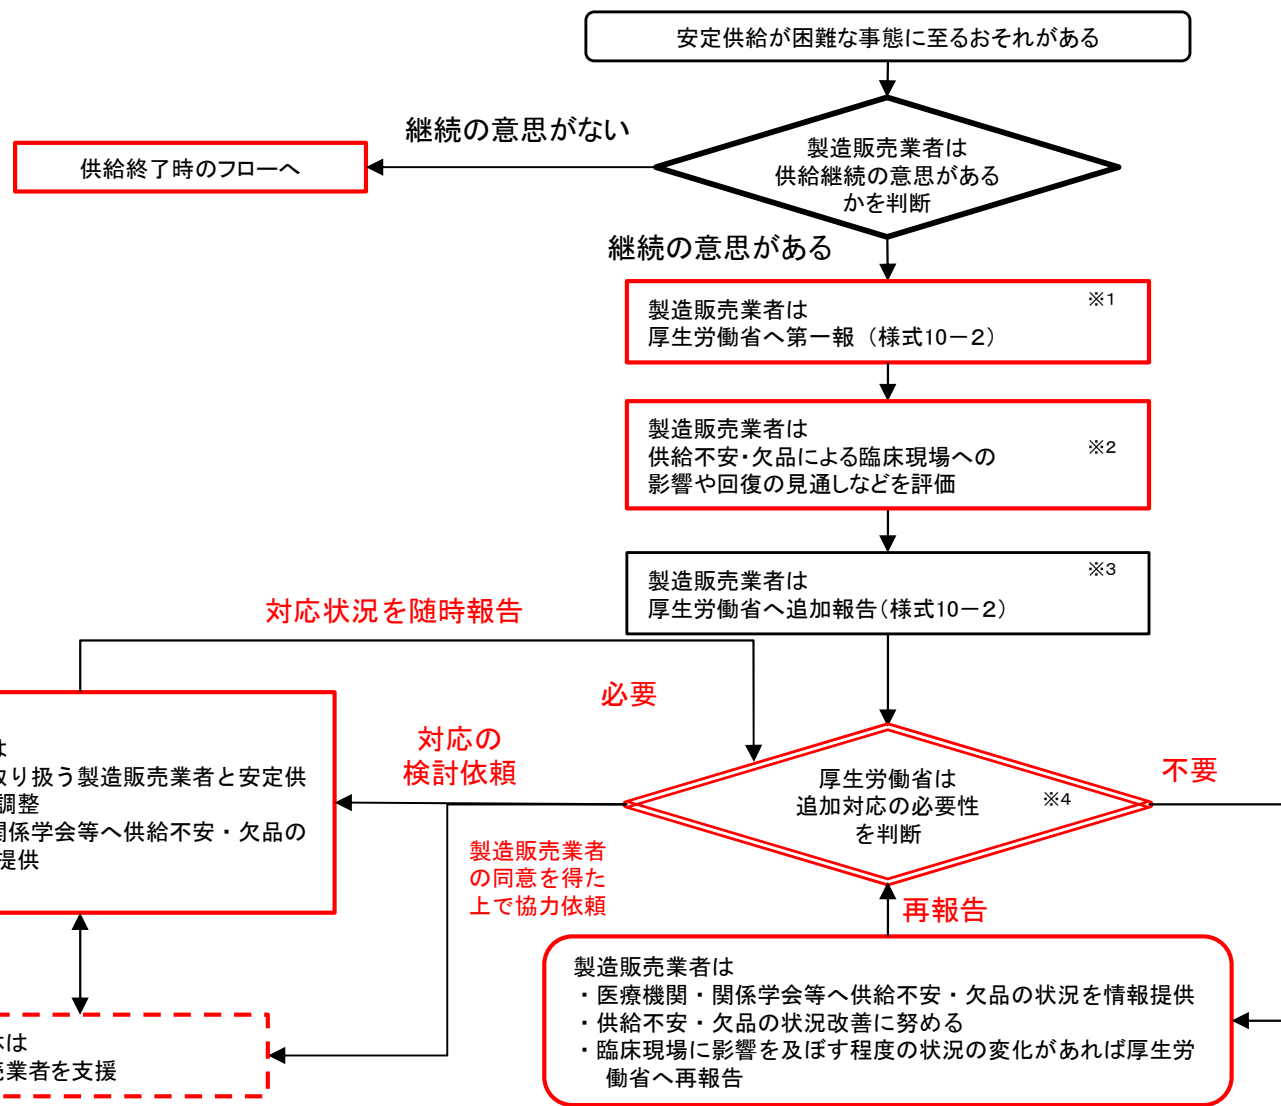 安定供給が困難な事態に至るおそれがある
継続の意思がない
供給終了時のフローへ
製造販売業者は
供給継続の意思がある
かを判断
継続の意思がある
製造販売業者は ※1
厚生労働省へ第一報（様式10－2）
製造販売業者は
供給不安・欠品による臨床現場への ※2
影響や回復の見通しなどを評価
製造販売業者は ※3
厚生労働省へ追加報告（様式10－2）
対応状況を随時報告
必要
対応の
検討依頼
は
取り扱う製造販売業者と安定供
調整
関係学会等へ供給不安・欠品の
提供
厚生労働省は
追加対応の必要性 ※4
を判断
不要
製造販売業者
の同意を得た
上で協力依頼
再報告
製造販売業者は
・医療機関・関係学会等へ供給不安・欠品の状況を情報提供
・供給不安・欠品の状況改善に努める
・臨床現場に影響を及ぼす程度の状況の変化があれば厚生労
働省へ再報告
体は
売業者を支援